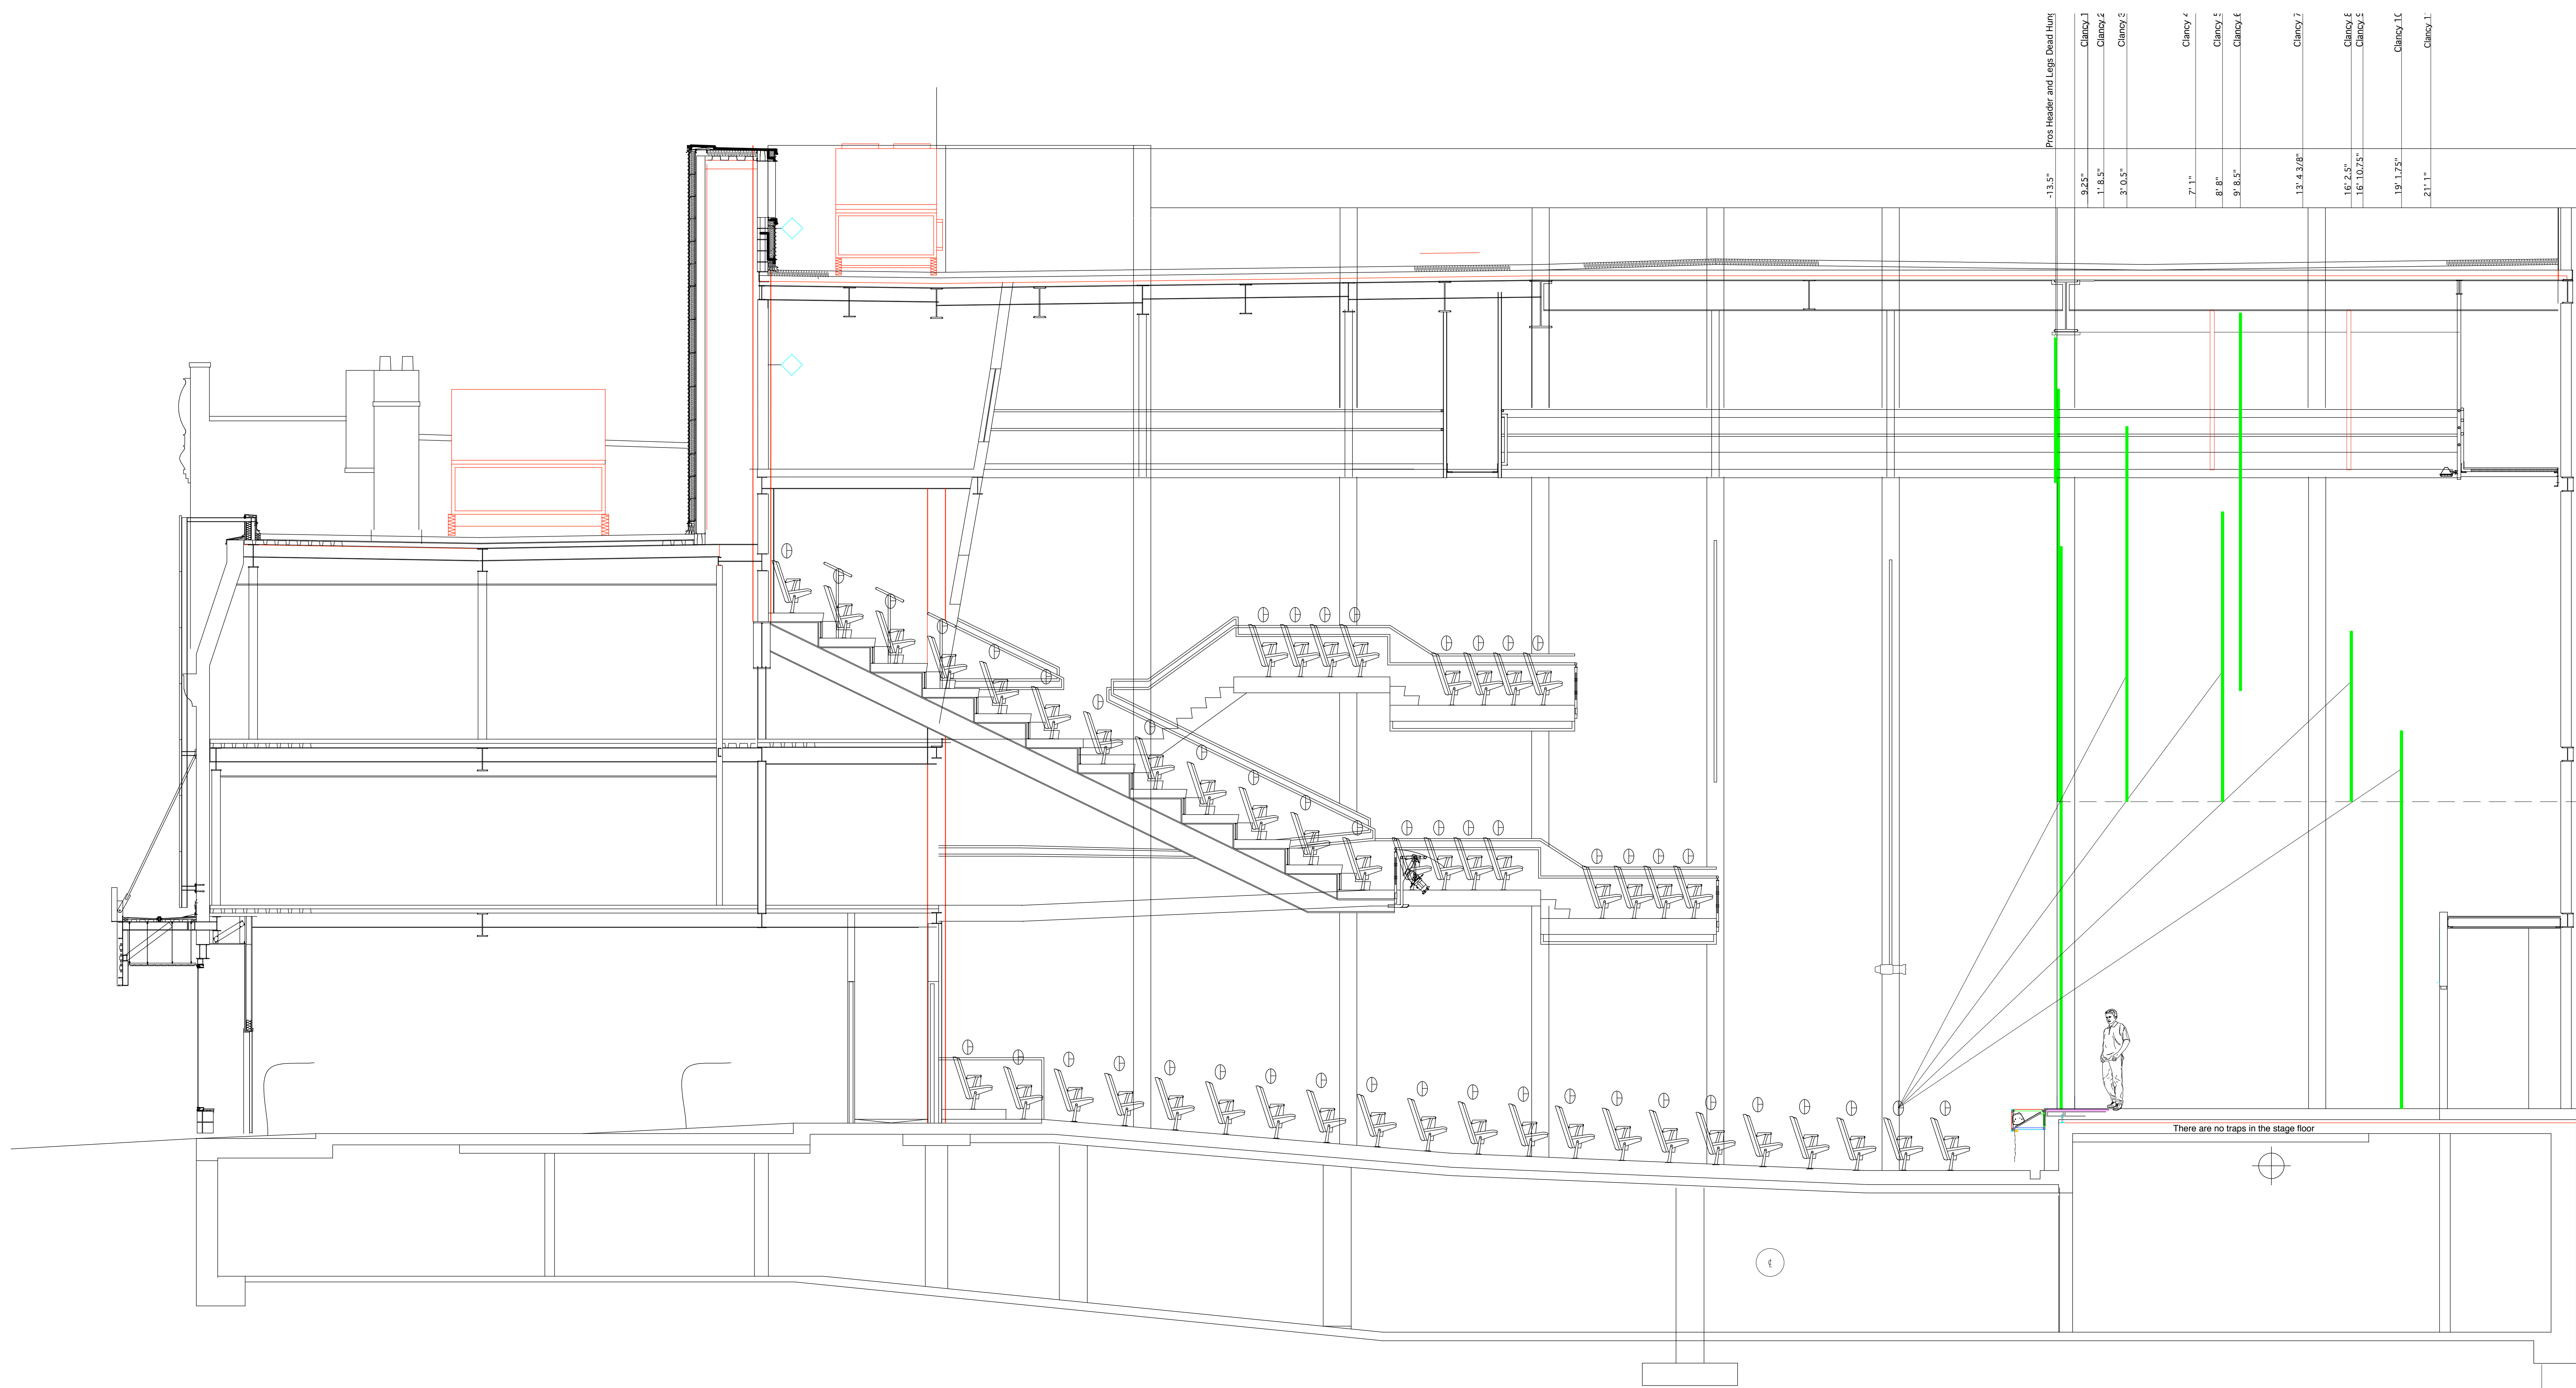 Pros Header and Legs Dead Hung
Clancy 1
Clancy 2
Clancy 3
Clancy 4
Clancy 5
Clancy 6
Clancy 7
Clancy 8
Clancy 9
Clancy 10
Clancy 1
-13.5"
9.25"
1' 8.5"
3' 0.5"
7' 1"
8' 8"
9' 8.5"
13' 4 3/8"
16' 2.5"
16' 10.75"
19' 1.75"
21' 1"
There are no traps in the stage floor